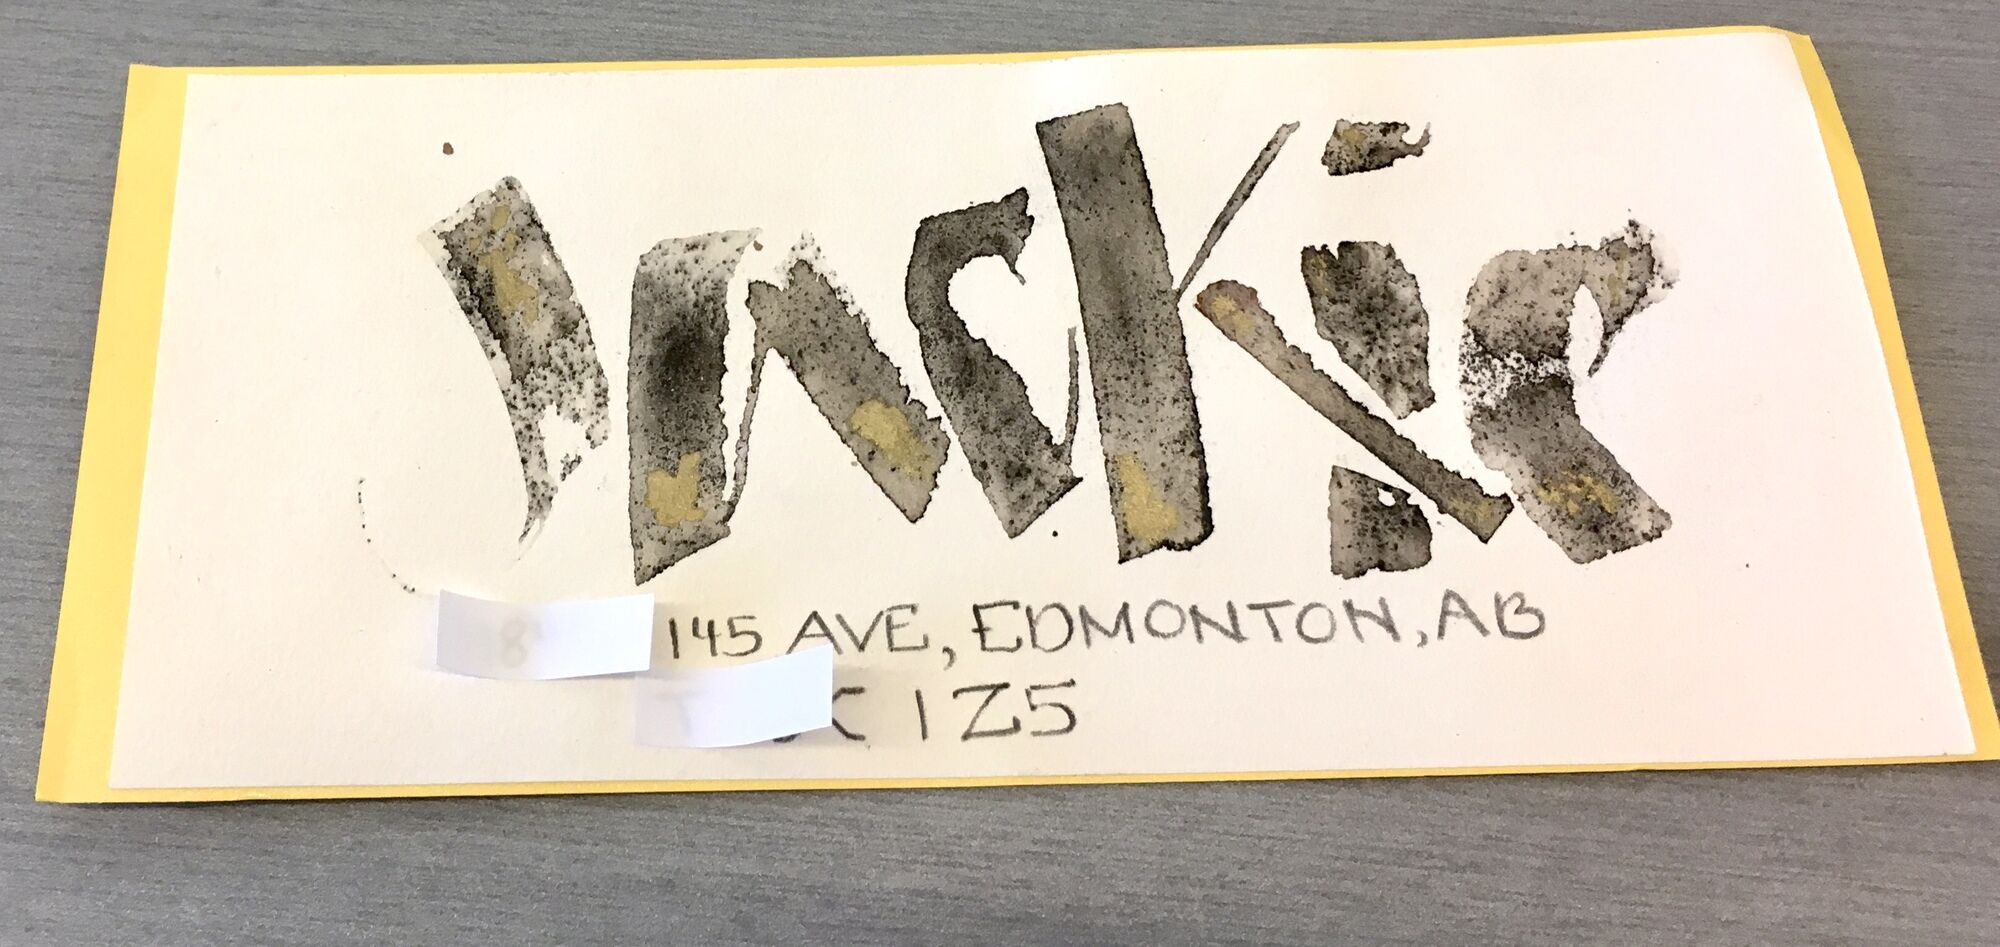 Jackie
145 AVE, EDMONTON, AB
K 1Z5